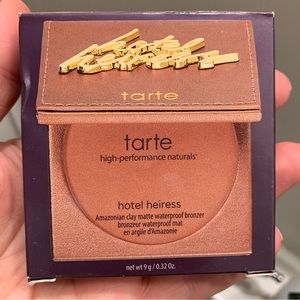 tarte
tarte
high-performance naturals™
hotel heiress
Amazonian clay matte waterproof bronzer
bronzeur waterproof mat
en argile d'Amazonie
net wt 9 g / 0.32 Oz.